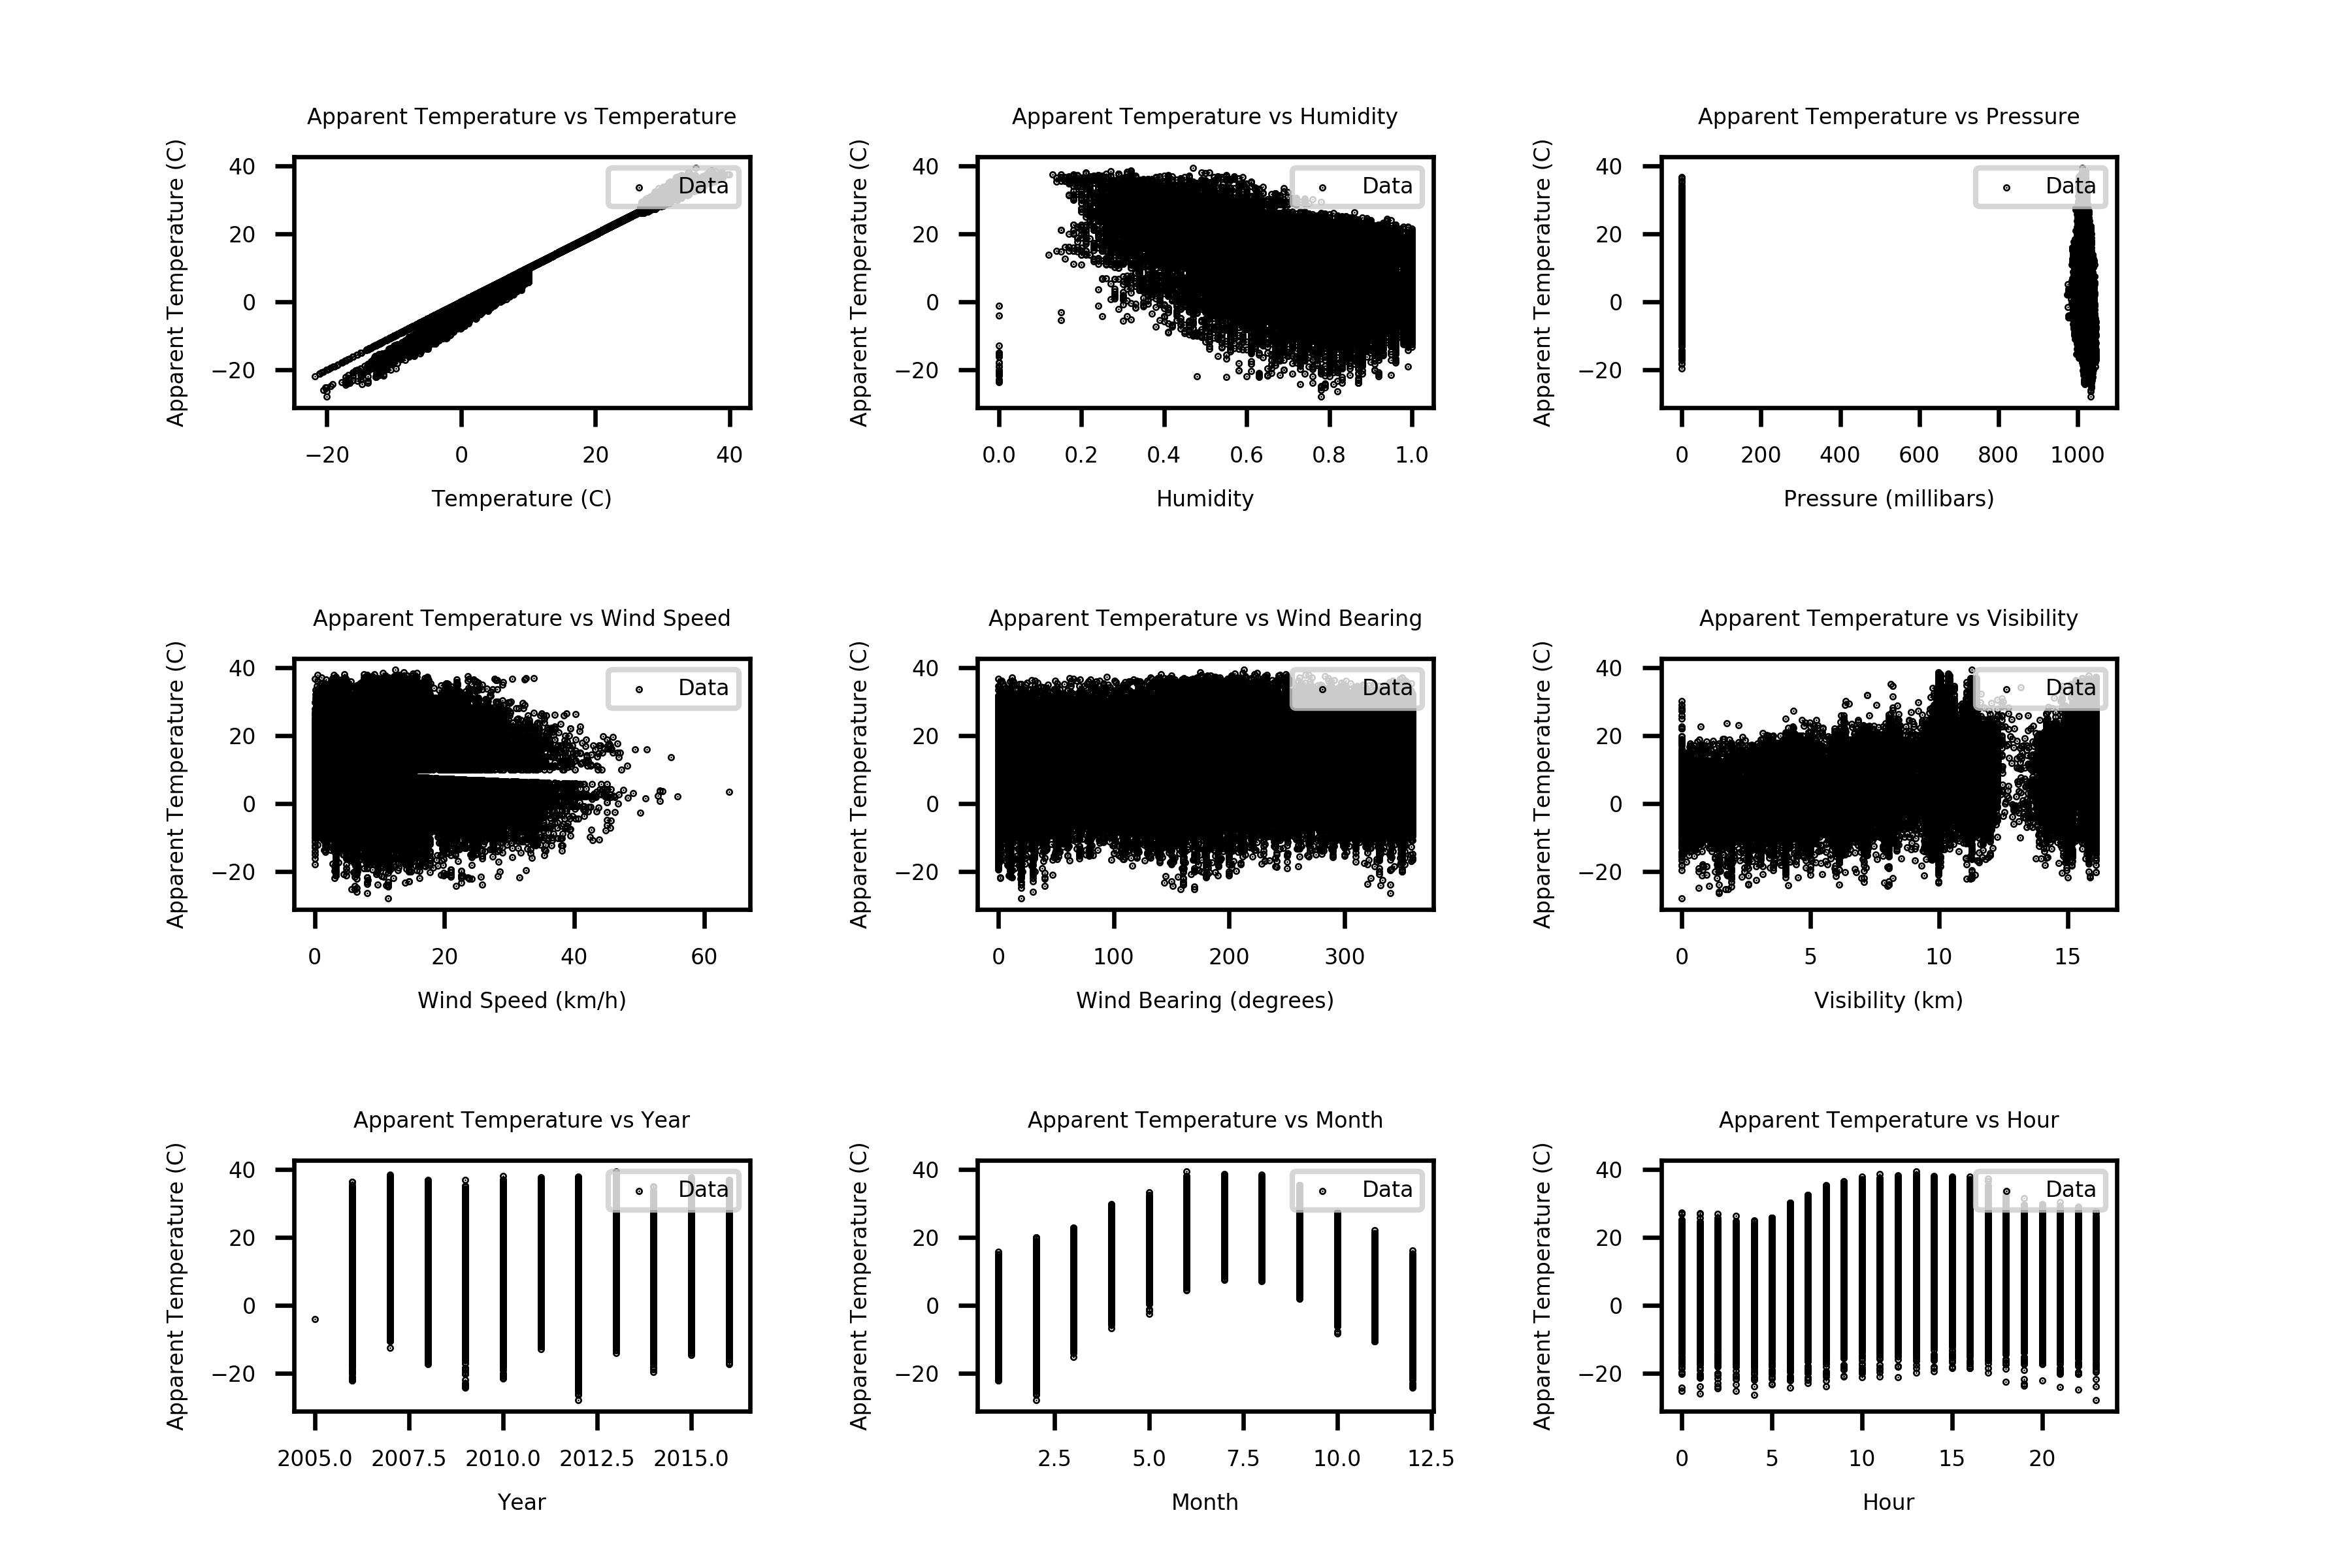 Apparent Temperature vs Temperature
Apparent Temperature (C)
40
20
0
−20
Data
−20 0 20 40
Temperature (C)
Apparent Temperature vs Humidity
Apparent Temperature (C)
40
20
0
−20
Data
0.0 0.2 0.4 0.6 0.8 1.0
Humidity
Apparent Temperature vs Pressure
Apparent Temperature (C)
40
20
0
−20
Data
0 200 400 600 800 1000
Pressure (millibars)
Apparent Temperature vs Wind Speed
Apparent Temperature (C)
40
20
0
−20
Data
0 20 40 60
Wind Speed (km/h)
Apparent Temperature vs Wind Bearing
Apparent Temperature (C)
40
20
0
−20
Data
0 100 200 300
Wind Bearing (degrees)
Apparent Temperature vs Visibility
Apparent Temperature (C)
40
20
0
−20
Data
0 5 10 15
Visibility (km)
Apparent Temperature vs Year
Apparent Temperature (C)
40
20
0
−20
Data
2005.0 2007.5 2010.0 2012.5 2015.0
Year
Apparent Temperature vs Month
Apparent Temperature (C)
40
20
0
−20
Data
2.5 5.0 7.5 10.0 12.5
Month
Apparent Temperature vs Hour
Apparent Temperature (C)
40
20
0
−20
Data
0 5 10 15 20
Hour